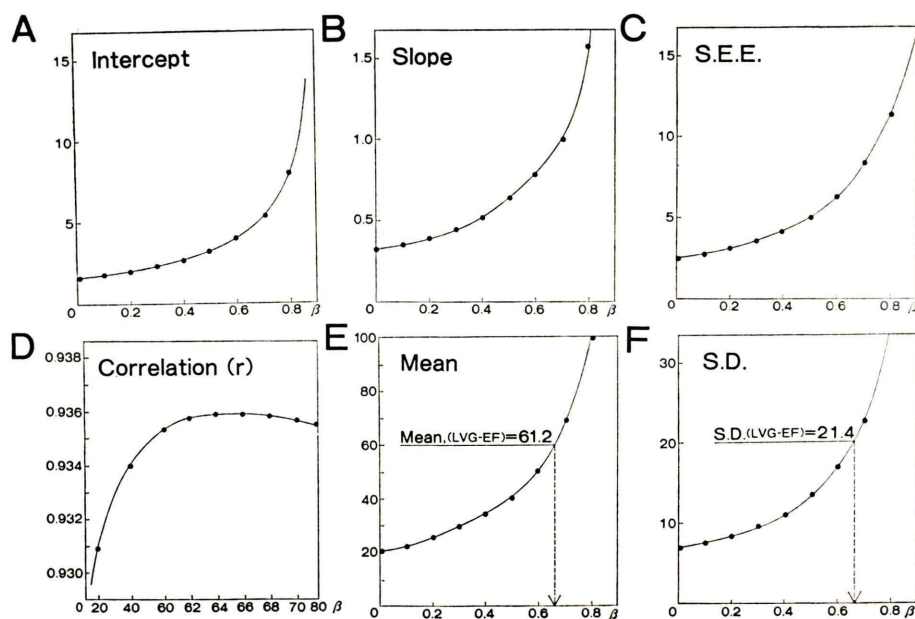 A
Intercept
15
10
5
0 0.2 0.4 0.6 0.8 β
B
Slope
1.5
1.0
0.5
0 0.2 0.4 0.6 0.8 β
C
S.E.E.
15
10
5
0 0.2 0.4 0.6 0.8 β
D
Correlation (r)
0.938
0.936
0.934
0.931
0.930
20 40 60 62 64 66 68 70 80 β
E
Mean
100
80
60
40
20
Mean,(LVG-EF)=61.2
0 0.2 0.4 0.6 0.8 β
F
S.D.
30
20
10
S.D.(LVG-EF)=21.4
0 0.2 0.4 0.6 0.8 β